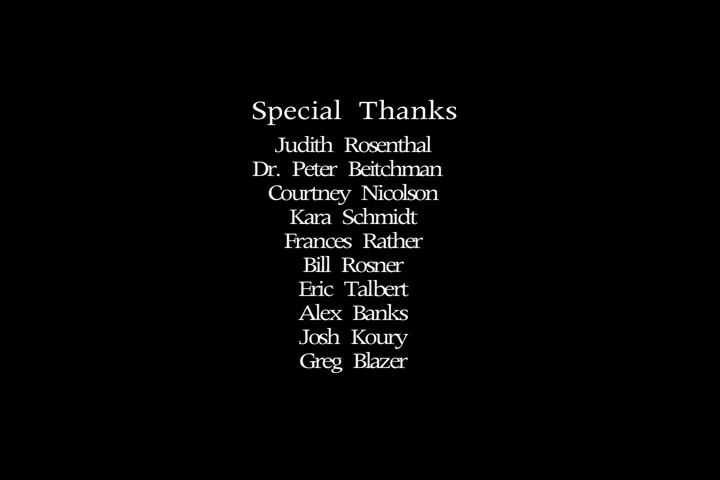 Special Thanks
Judith Rosenthal
Dr. Peter Beitchman
Courtney Nicolson
Kara Schmidt
Frances Rather
Bill Rosner
Eric Talbert
Alex Banks
Josh Koury
Greg Blazer